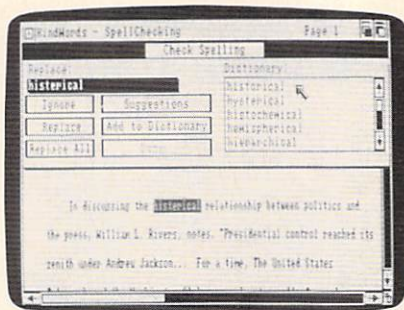 KindWords - SpellChecking Page 1
Check Spelling
Replace:
histerical
Ignore Suggestions
Replace Add to Dictionary
Replace All
Dictionary:
historical
hysterical
histochemical
hemispherical
hierarchical
In discussing the histerical relationship between politics and
the press, William L. Rivers, notes, "Presidential control reached its
zenith under Andrew Jackson... For a time, The United States